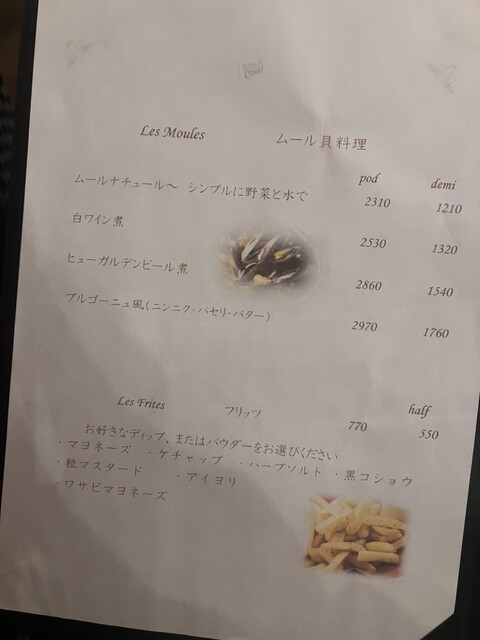 Les Moules ムール貝料理
pod demi
ムールナチュール～ シンプルに野菜と水で 2310 1210
白ワイン煮 2530 1320
ヒューガルデンビール煮 2860 1540
ブルゴーニュ風(ニンニク・パセリ・バター) 2970 1760
Les Frites フリッツ 770 half 550
お好きなディップ、またはパウダーをお選びください
・マヨネーズ ・ケチャップ ・ハーブソルト ・黒コショウ
・粒マスタード ・アイヨリ
・ワサビマヨネーズ